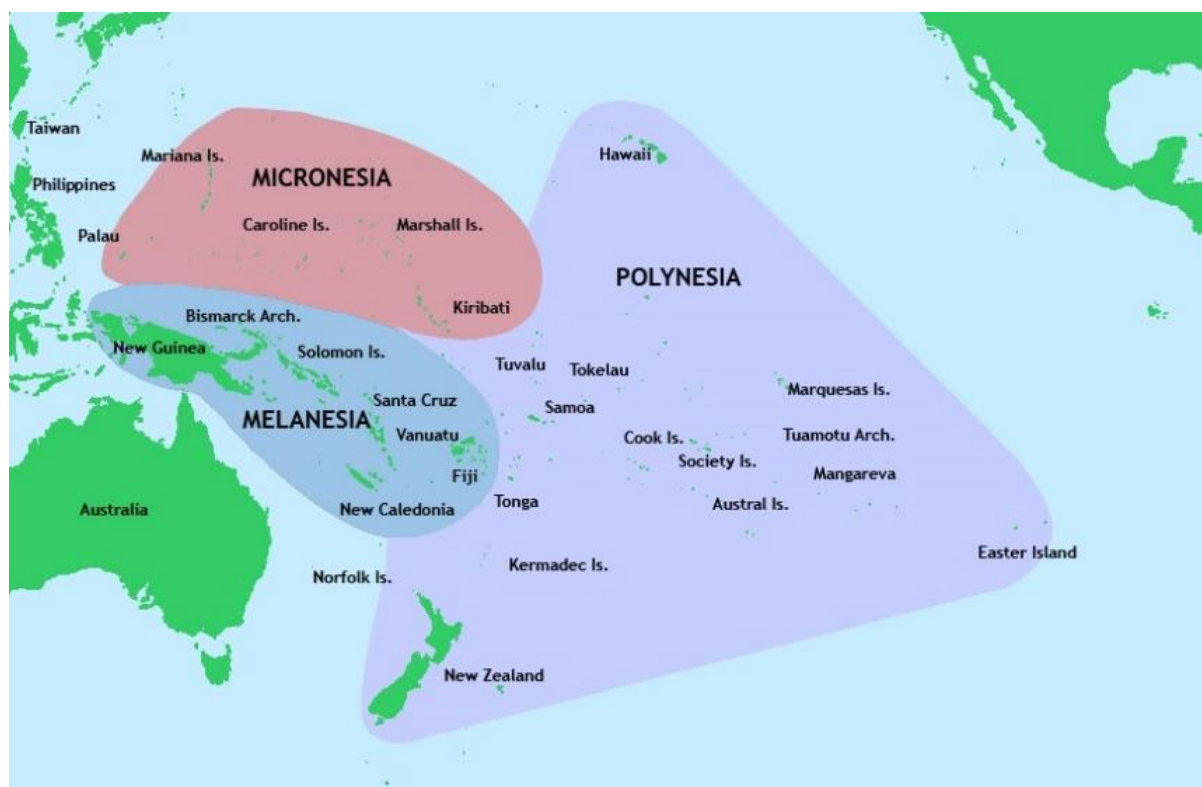 Taiwan
Mariana Is.
Hawaii
MICRONESIA
Philippines
Caroline Is.
Marshall Is.
Palau
POLYNESIA
Kiribati
Bismarck Arch.
New Guinea
Solomon Is.
Tuvalu
Tokelau
Marquesas Is.
Santa Cruz
Samoa
MELANESIA
Vanuatu
Cook Is.
Tuamotu Arch.
Society Is.
Fiji
Mangareva
Tonga
Austral Is.
New Caledonia
Australia
Easter Island
Kermadec Is.
Norfolk Is.
New Zealand